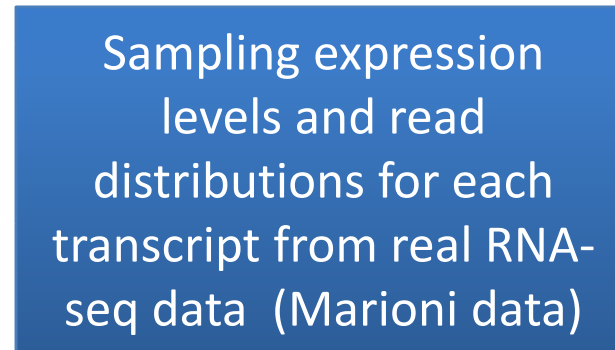 Sampling expression
levels and read
distributions for each
transcript from real RNA-
seq data  (Marioni data)